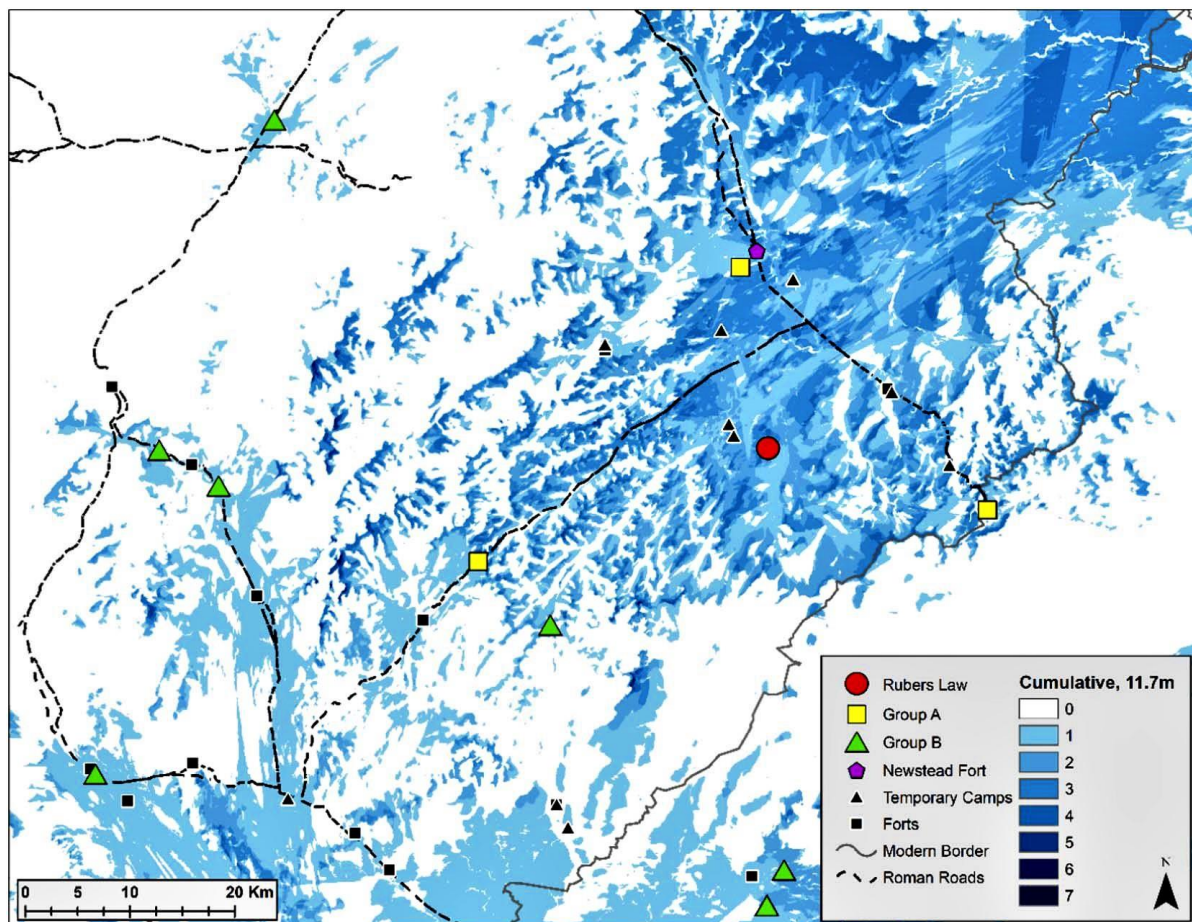 Rubers Law
Group A
Group B
Newstead Fort
Temporary Camps
Forts
Modern Border
Roman Roads
Cumulative, 11.7m
0
1
2
3
4
5
6
7
N
0 5 10 20 Km